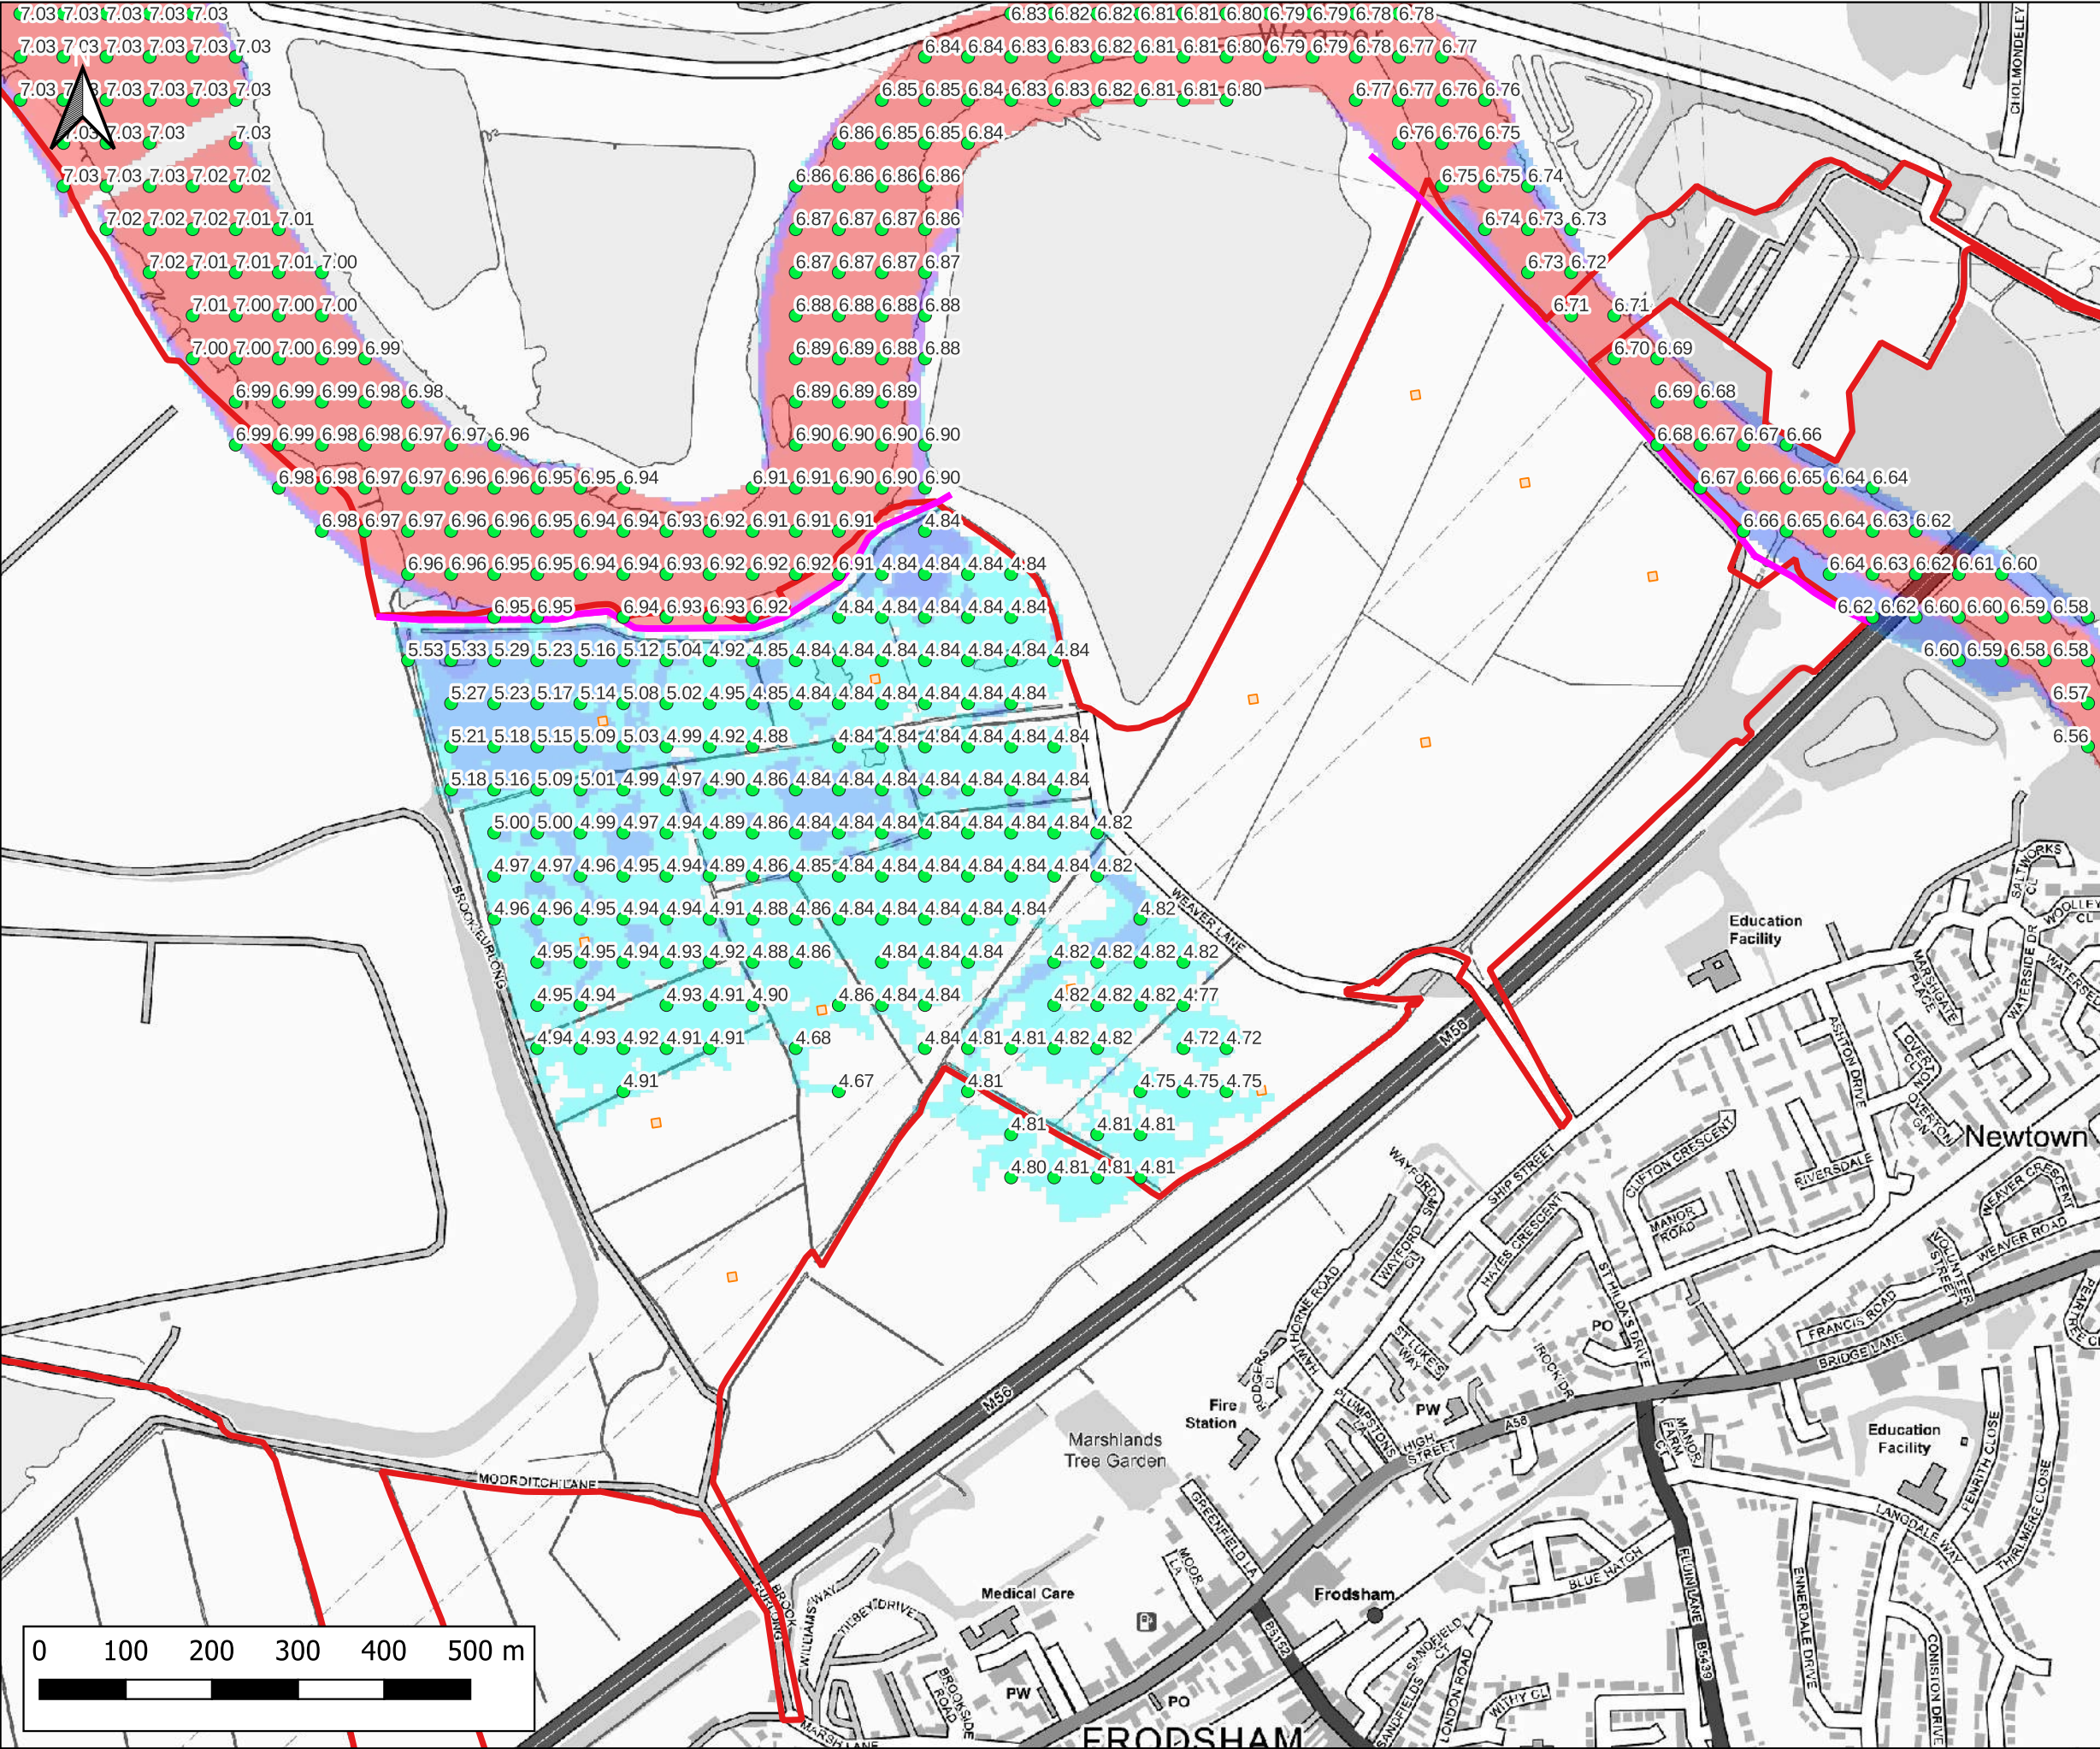 7.03 7.03 7.03 7.03 7.03
6.83 6.82 6.82 6.81 6.81 6.80 6.79 6.79 6.78 6.78
Weaver
N
7.03 7.03 7.03 7.03 7.03 7.03
6.84 6.84 6.83 6.83 6.82 6.81 6.81 6.80 6.79 6.79 6.78 6.77 6.77
CHOLMONDELEY
7.03 7.03 7.03 7.03 7.03
6.85 6.85 6.84 6.83 6.83 6.82 6.81 6.81 6.80
6.77 6.77 6.76 6.76
7.03 7.03 7.03 7.03
6.86 6.85 6.85 6.84
6.76 6.76 6.75
7.03 7.03 7.03 7.02 7.02
6.86 6.86 6.86 6.86
6.75 6.75 6.74
7.02 7.02 7.02 7.01 7.01
6.87 6.87 6.87 6.86
6.74 6.73 6.73
7.02 7.01 7.01 7.01 7.00
6.87 6.87 6.87 6.87
6.73 6.72
7.01 7.00 7.00 7.00
6.88 6.88 6.88 6.88
6.71 6.71
7.00 7.00 7.00 6.99 6.99
6.89 6.89 6.88 6.88
6.70 6.69
6.99 6.99 6.99 6.98 6.98
6.89 6.89 6.89
6.69 6.68
6.99 6.99 6.98 6.98 6.97 6.97 6.96
6.90 6.90 6.90 6.90
6.68 6.67 6.67 6.66
6.98 6.98 6.97 6.97 6.96 6.96 6.95 6.95 6.94
6.91 6.91 6.90 6.90 6.90
6.67 6.66 6.65 6.64 6.64
6.98 6.97 6.97 6.96 6.96 6.95 6.94 6.94 6.93 6.92 6.91 6.91 6.91
4.84
6.66 6.65 6.64 6.63 6.62
6.96 6.96 6.95 6.95 6.94 6.94 6.93 6.92 6.92 6.92 6.91 4.84 4.84 4.84 4.84
6.64 6.63 6.62 6.61 6.60
6.95 6.95 6.94 6.93 6.93 6.92
4.84 4.84 4.84 4.84 4.84
6.62 6.62 6.60 6.60 6.59 6.58
5.53 5.33 5.29 5.23 5.16 5.12 5.04 4.92 4.85 4.84 4.84 4.84 4.84 4.84 4.84 4.84
6.60 6.59 6.58 6.58
5.27 5.23 5.17 5.14 5.08 5.02 4.95 4.85 4.84 4.84 4.84 4.84 4.84 4.84
6.57
5.21 5.18 5.15 5.09 5.03 4.99 4.92 4.88
4.84 4.84 4.84 4.84 4.84 4.84
6.56
5.18 5.16 5.09 5.01 4.99 4.97 4.90 4.86 4.84 4.84 4.84 4.84 4.84 4.84 4.84
5.00 5.00 4.99 4.97 4.94 4.89 4.86 4.84 4.84 4.84 4.84 4.84 4.84 4.84 4.82
4.97 4.97 4.96 4.95 4.94 4.89 4.86 4.85 4.84 4.84 4.84 4.84 4.84 4.84 4.82
4.96 4.96 4.95 4.94 4.94 4.91 4.88 4.86 4.84 4.84 4.84 4.84 4.84
4.82
4.95 4.95 4.94 4.93 4.92 4.88 4.86
4.84 4.84 4.84
4.82 4.82 4.82 4.82
4.95 4.94
4.93 4.91 4.90
4.86 4.84 4.84
4.82 4.82 4.82 4.77
4.94 4.93 4.92 4.91 4.91
4.68
4.84 4.81 4.81 4.82 4.82
4.72 4.72
4.91
4.67
4.81
4.75 4.75 4.75
4.81
4.81 4.81
4.80 4.81 4.81 4.81
BROOK FURLONG
WEAVER LANE
Education
Facility
SALTWORKS
CL
WOOLLEY
CL
WATERSIDE DR
MARSHGATE
PLACE
ASHTON DRIVE
OVERTON
GN
Newtown
RIVERSDALE
WEAVER CRESCENT
WEAVER ROAD
VOLUNTEER
STREET
FRANCIS ROAD
BRIDGE LANE
M56
SHIP STREET
CLIFTON CRESCENT
MANOR
ROAD
HAYES CRESCENT
WAYFORD
WAYFORD
ST HILDA'S DRIVE
HAWTHORNE ROAD
RODGERS
CL
ST LUKES
WAY
PO
PLUMPSTONS
LA
PW
HIGH
STREET
A56
MANOR
FARM
CT
Education
Facility
PENRITH CLOSE
THIRLMERE CLOSE
LANGDALE
WAY
ENNERDALE DRIVE
CONISTON DRIVE
FLUIN LANE
B5439
BLUE HATCH
M56
Marshlands
Tree Garden
Fire
Station
GREENFIELD LA
MOOR
LA
MOORDITCH LANE
BROOK
FURLONG
WILLIAMS WAY
TILBEY DRIVE
Medical Care
PW
BROOKSIDE
ROAD
PO
MARSH LANE
B5152
Frodsham
SANDFIELD
CT
SANDFIELDS
LONDON ROAD
WITHY CL
FRODSHAM
0 100 200 300 400 500 m